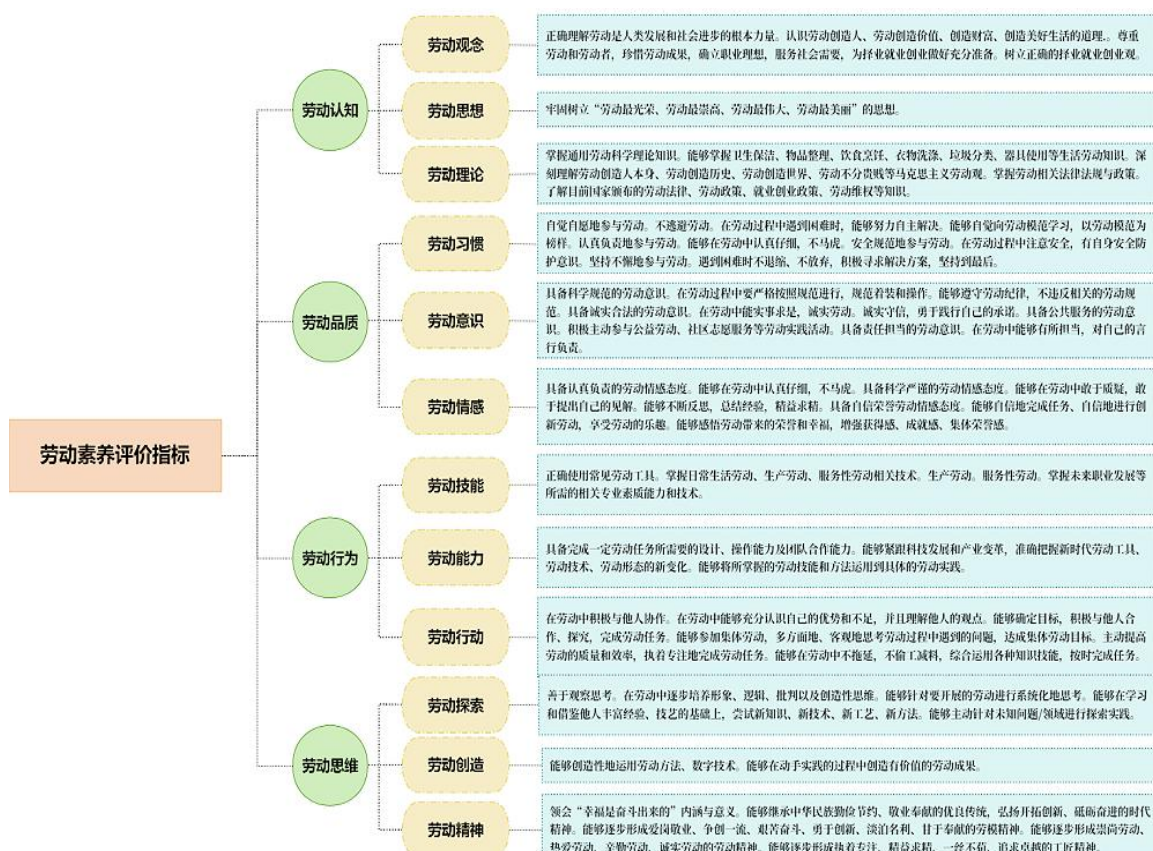 劳动素养评价指标
劳动认知
劳动观念
正确理解劳动是人类发展和社会进步的根本力量。认识劳动创造人、劳动创造价值、创造财富、创造美好生活的道理.。尊重
劳动和劳动者，珍惜劳动成果，确立职业理想，服务社会需要，为择业就业创业做好充分准备。树立正确的择业就业创业观。
劳动思想
牢固树立“劳动最光荣、劳动最崇高、劳动最伟大、劳动最美丽”的思想。
劳动理论
掌握通用劳动科学理论知识。能够掌握卫生保洁、物品整理、饮食烹饪、衣物洗涤、垃圾分类、器具使用等生活劳动知识。深
刻理解劳动创造人本身、劳动创造历史、劳动创造世界、劳动不分贵贱等马克思主义劳动观。掌握劳动相关法律法规与政策。
了解目前国家颁布的劳动法律、劳动政策、就业创业政策、劳动维权等知识。
劳动品质
劳动习惯
自觉自愿地参与劳动。不逃避劳动。在劳动过程中遇到困难时，能够努力自主解决。能够自觉向劳动模范学习，以劳动模范为
榜样。认真负责地参与劳动。能够在劳动中认真仔细，不马虎。安全规范地参与劳动。在劳动过程中注意安全，有自身安全防
护意识。坚持不懈地参与劳动。遇到困难时不退缩、不放弃，积极寻求解决方案，坚持到最后。
劳动意识
具备科学规范的劳动意识。在劳动过程中要严格按照规范进行，规范着装和操作。能够遵守劳动纪律，不违反相关的劳动规
范。具备诚实合法的劳动意识。在劳动中能实事求是，诚实劳动。诚实守信，勇于践行自己的承诺。具备公共服务的劳动意
识。积极主动参与公益劳动、社区志愿服务等劳动实践活动。具备责任担当的劳动意识。在劳动中能够有所担当，对自己的言
行负责。
劳动情感
具备认真负责的劳动情感态度。能够在劳动中认真仔细，不马虎。具备科学严谨的劳动情感态度。能够在劳动中敢于质疑，敢
于提出自己的见解。能够不断反思，总结经验，精益求精。具备自信荣誉劳动情感态度。能够自信地完成任务、自信地进行创
新劳动，享受劳动的乐趣。能够感悟劳动带来的荣誉和幸福，增强获得感、成就感、集体荣誉感。
劳动行为
劳动技能
正确使用常见劳动工具。掌握日常生活劳动、生产劳动、服务性劳动相关技术。生产劳动。服务性劳动。掌握未来职业发展等
所需的相关专业素质能力和技术。
劳动能力
具备完成一定劳动任务所需要的设计、操作能力及团队合作能力。能够紧跟科技发展和产业变革，准确把握新时代劳动工具、
劳动技术、劳动形态的新变化。能够将所掌握的劳动技能和方法运用到具体的劳动实践。
劳动行动
在劳动中积极与他人协作。在劳动中能够充分认识自己的优势和不足，并且理解他人的观点。能够确定目标，积极与他人合
作、探究，完成劳动任务。能够参加集体劳动，多方面地、客观地思考劳动过程中遇到的问题，达成集体劳动目标。主动提高
劳动的质量和效率，执着专注地完成劳动任务。能够在劳动中不拖延，不偷工减料，综合运用各种知识技能，按时完成任务。
劳动思维
劳动探索
善于观察思考。在劳动中逐步培养形象、逻辑、批判以及创造性思维。能够针对要开展的劳动进行系统化地思考。能够在学习
和借鉴他人丰富经验、技艺的基础上，尝试新知识、新技术、新工艺、新方法。能够主动针对未知问题/领域进行探索实践。
劳动创造
能够创造性地运用劳动方法、数字技术。能够在动手实践的过程中创造有价值的劳动成果。
劳动精神
领会“幸福是奋斗出来的”内涵与意义。能够继承中华民族勤俭节约、敬业奉献的优良传统，弘扬开拓创新、砥砺奋进的时代
精神。能够逐步形成爱岗敬业、争创一流、艰苦奋斗、勇于创新、淡泊名利、甘于奉献的劳模精神。能够逐步形成崇尚劳动、
热爱劳动、辛勤劳动、诚实劳动的劳动精神。能够逐步形成执着专注、精益求精、一丝不苟、追求卓越的工匠精神。